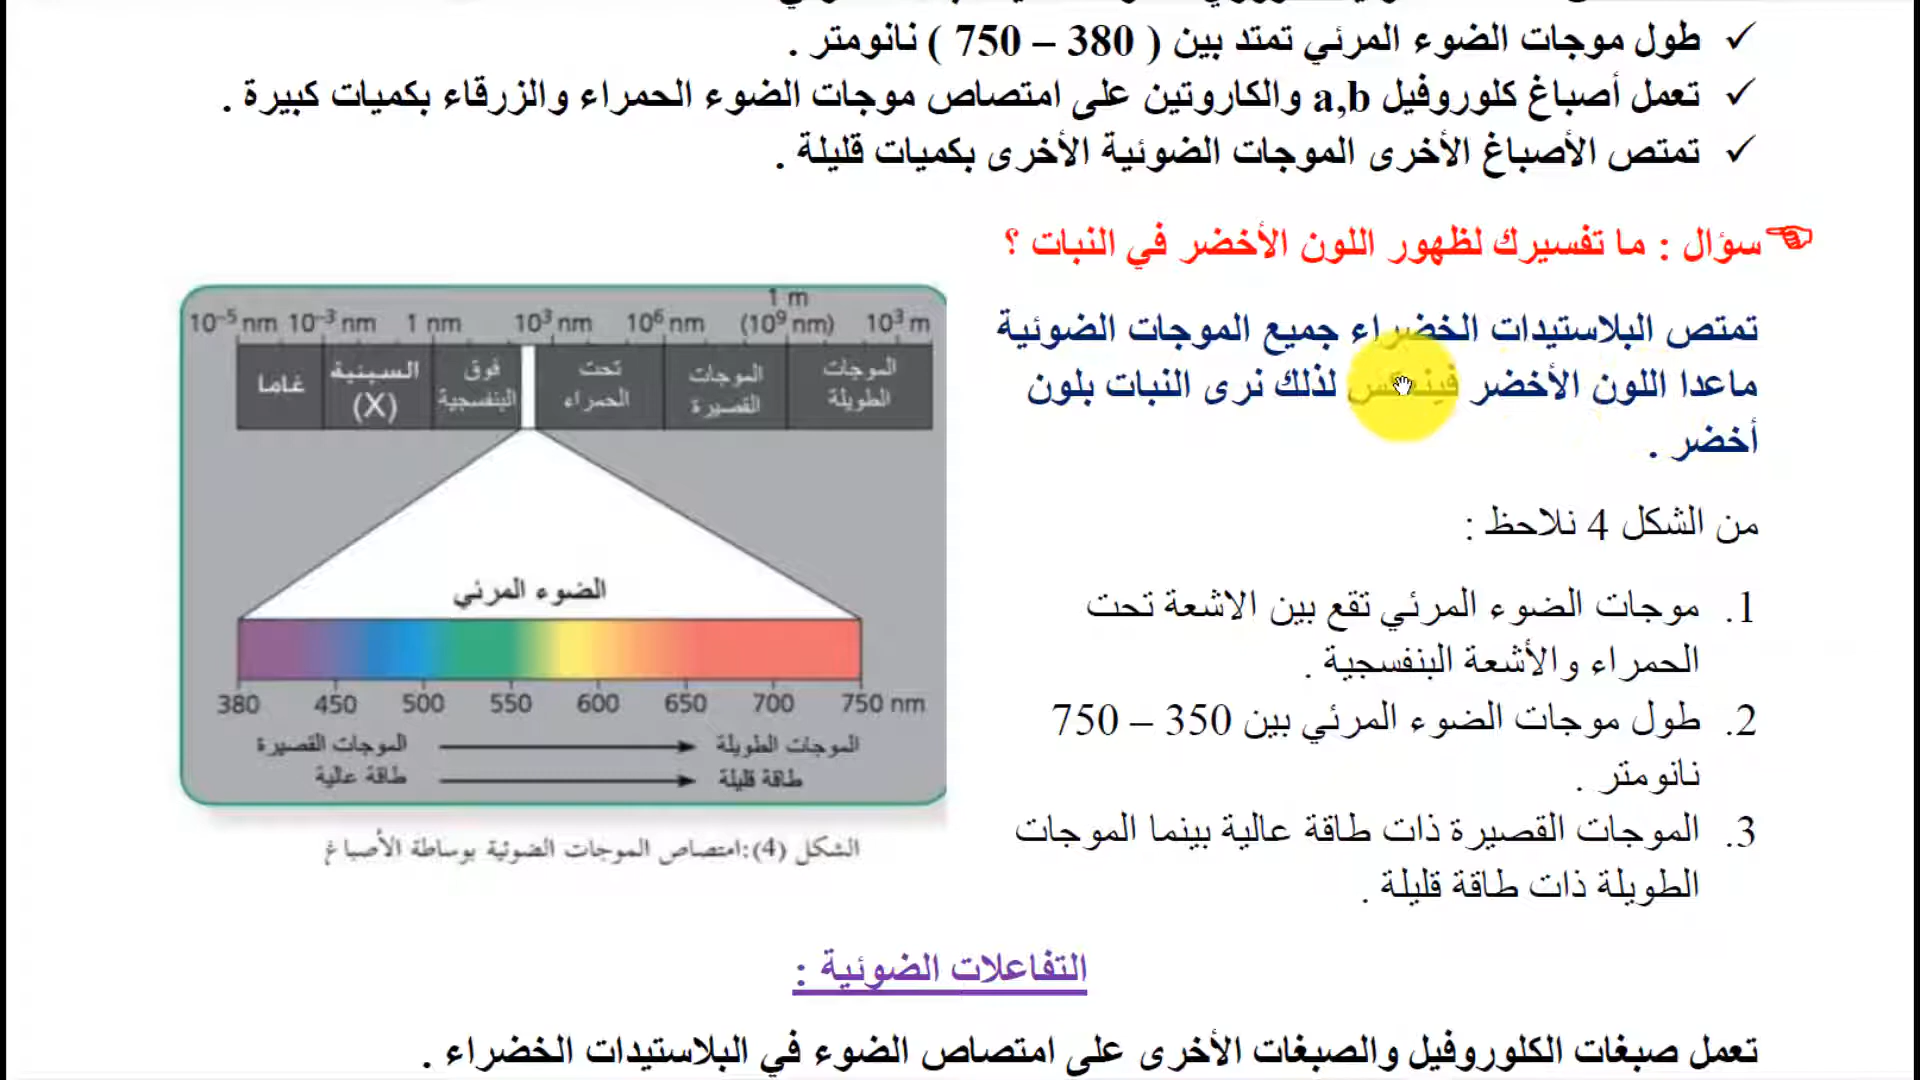 ✓ طول موجات الضوء المرئي تمتد بين ( 380 – 750 ) نانومتر .
✓ تعمل أصباغ كلوروفيل a,b والكاروتين على امتصاص موجات الضوء الحمراء والزرقاء بكميات كبيرة .
✓ تمتص الأصباغ الأخرى الموجات الضوئية الأخرى بكميات قليلة .
سؤال : ما تفسيرك لظهور اللون الأخضر في النبات ؟
تمتص البلاستيدات الخضراء جميع الموجات الضوئية
ماعدا اللون الأخضر فينعكس لذلك نرى النبات بلون
أخضر .
من الشكل 4 نلاحظ :
1. موجات الضوء المرئي تقع بين الاشعة تحت
الحمراء والأشعة البنفسجية .
2. طول موجات الضوء المرئي بين 350 – 750
نانومتر .
3. الموجات القصيرة ذات طاقة عالية بينما الموجات
الطويلة ذات طاقة قليلة .
1 m
10⁻⁵ nm 10⁻³ nm 1 nm 10³ nm 10⁶ nm (10⁹ nm) 10³ m
غاما
السينية (X)
فوق البنفسجية
تحت الحمراء
الموجات القصيرة
الموجات الطويلة
الضوء المرئي
380 450 500 550 600 650 700 750 nm
الموجات القصيرة الموجات الطويلة
طاقة عالية طاقة قليلة
الشكل (4): امتصاص الموجات الضوئية بوساطة الأصباغ
التفاعلات الضوئية :
تعمل صبغات الكلوروفيل والصبغات الأخرى على امتصاص الضوء في البلاستيدات الخضراء .